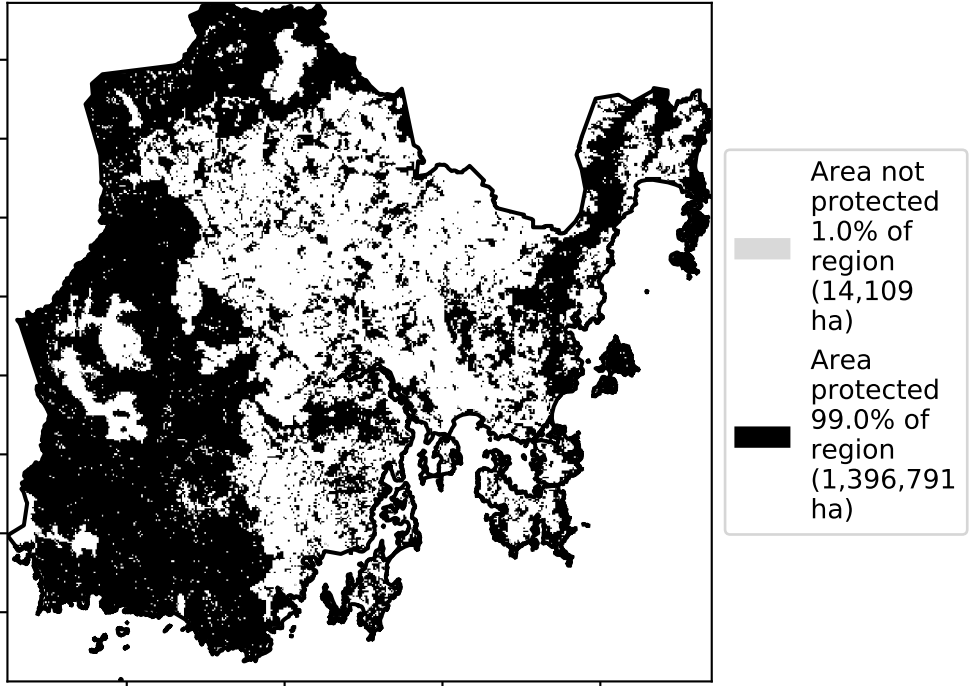 Area not
protected
1.0% of
region
(14,109
ha)
Area
protected
99.0% of
region
(1,396,791
ha)